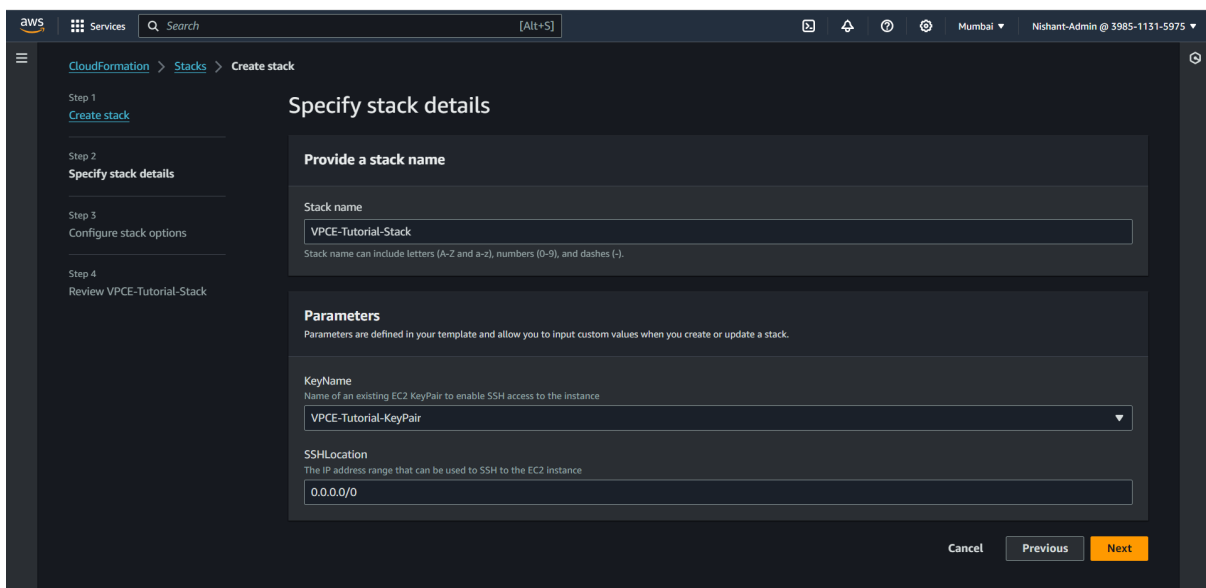 aws Services Search [Alt+S] Mumbai Nishant-Admin @ 3985-1131-5975
CloudFormation > Stacks > Create stack
Step 1
Create stack
Step 2
Specify stack details
Step 3
Configure stack options
Step 4
Review VPCE-Tutorial-Stack
Specify stack details
Provide a stack name
Stack name
VPCE-Tutorial-Stack
Stack name can include letters (A-Z and a-z), numbers (0-9), and dashes (-).
Parameters
Parameters are defined in your template and allow you to input custom values when you create or update a stack.
KeyName
Name of an existing EC2 KeyPair to enable SSH access to the instance
VPCE-Tutorial-KeyPair
SSHLocation
The IP address range that can be used to SSH to the EC2 instance
0.0.0.0/0
Cancel Previous Next